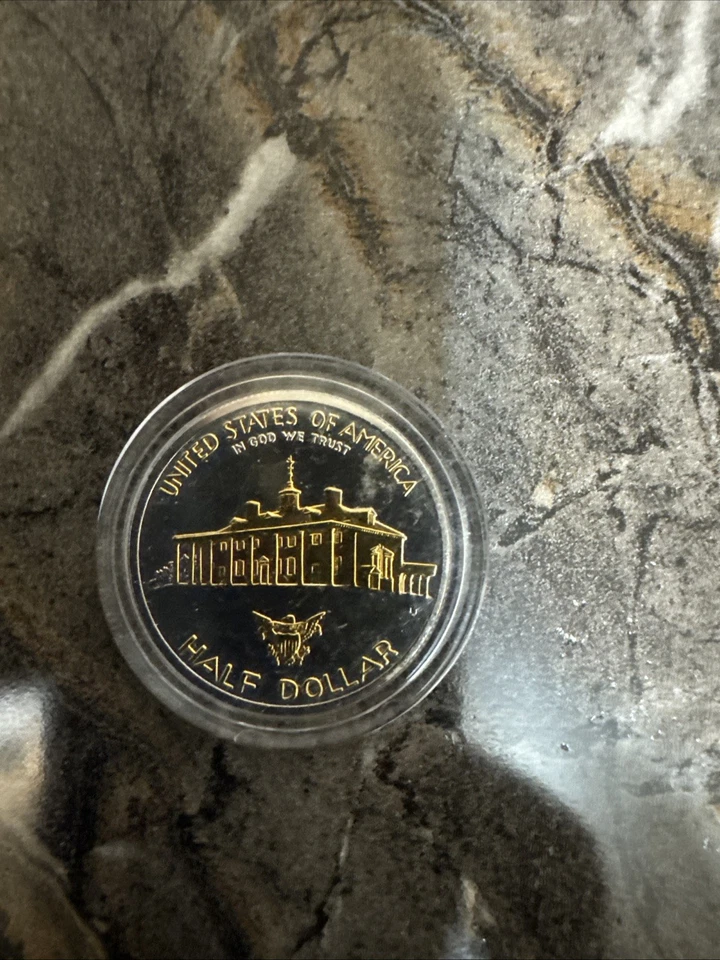 UNITED STATES OF AMERICA
IN GOD WE TRUST
HALF DOLLAR